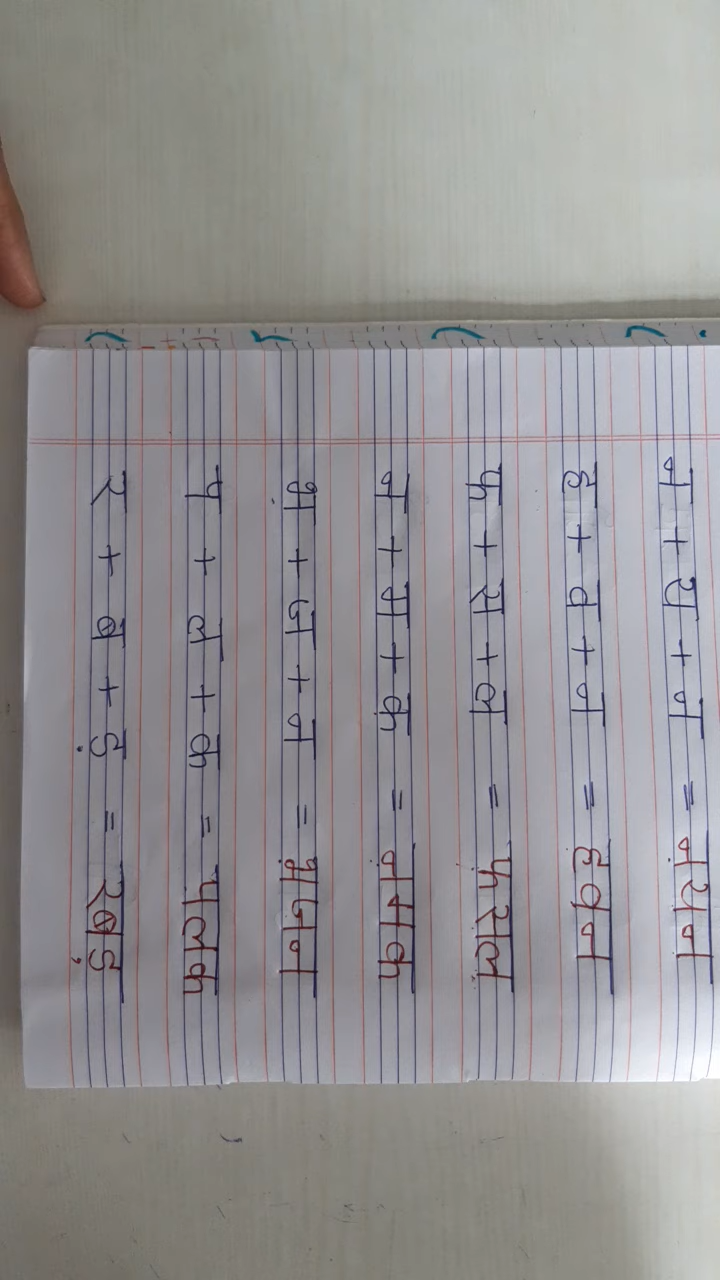 न + य + न = नयन
ह + व + न = हवन
फ + स + ल = फसल
न + म + क = नमक
भ + ज + न = भजन
प + ल + क = पलक
र + ब + ड़ = रबड़